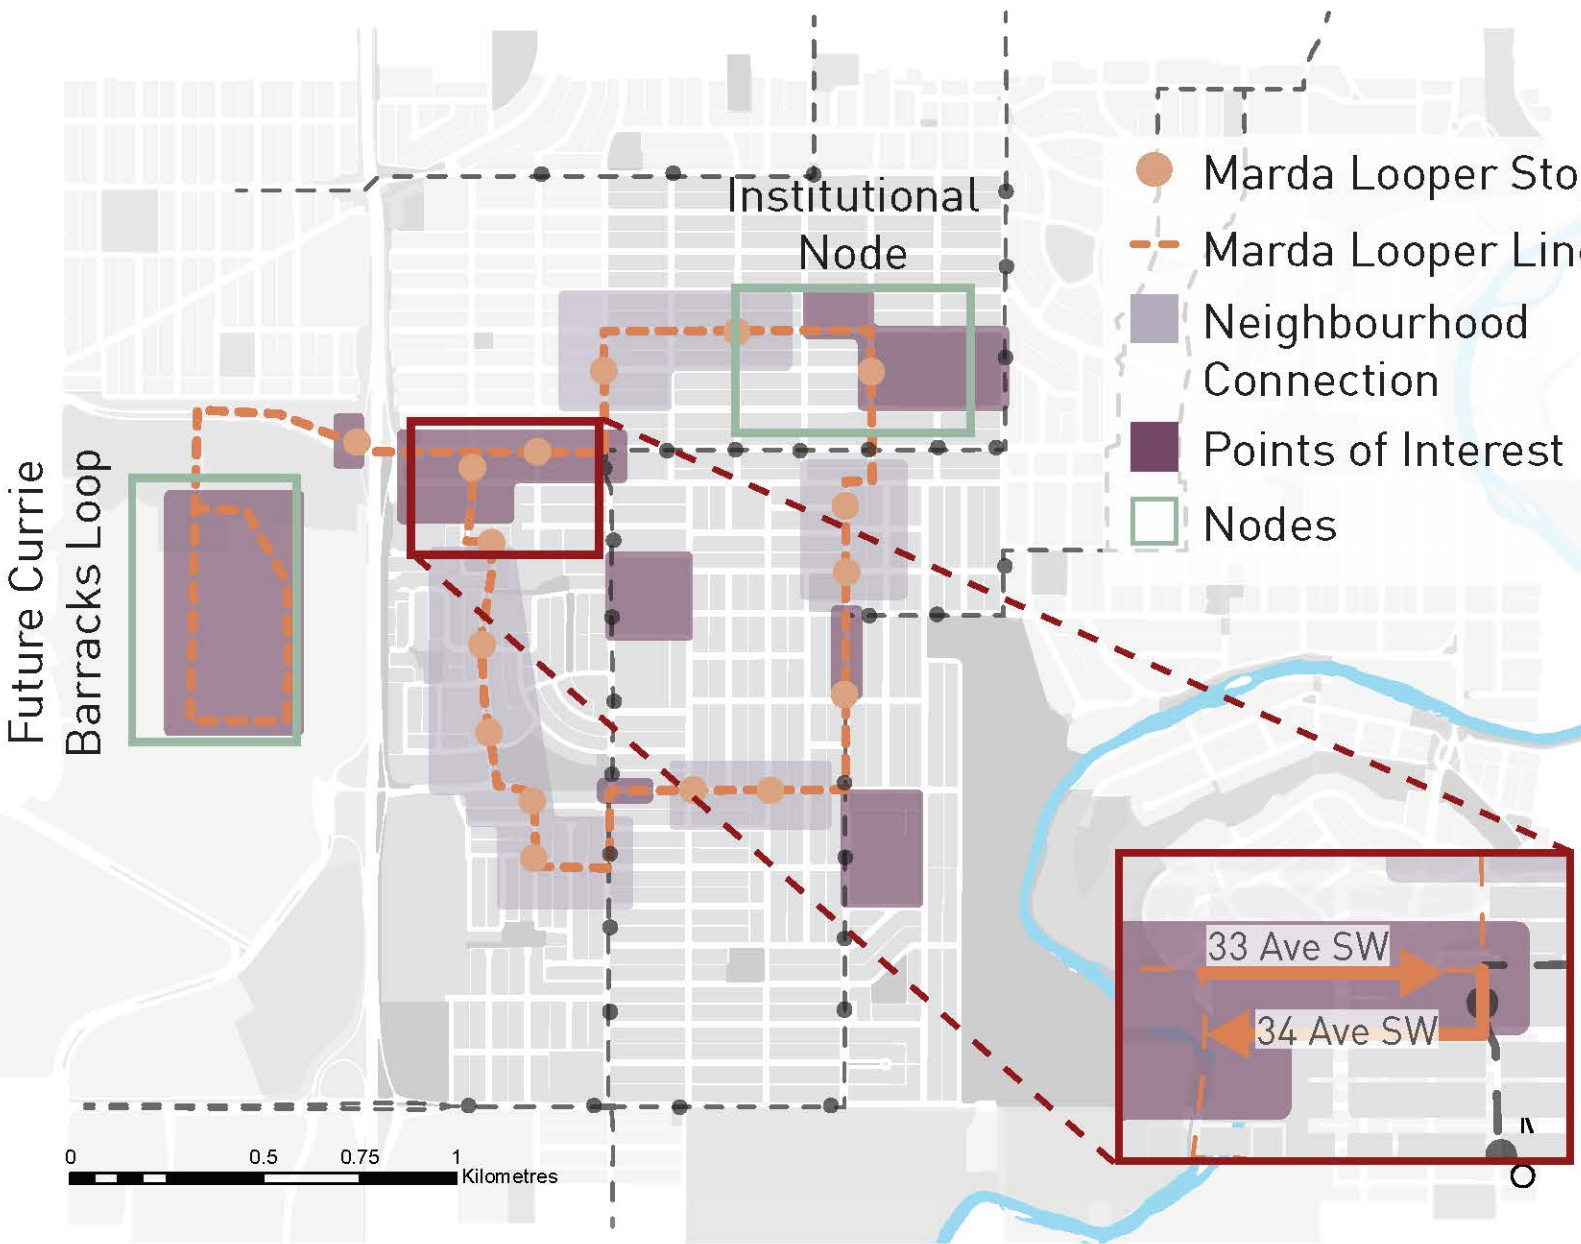 Institutional
Node
Marda Looper Sto
Marda Looper Lin
Neighbourhood
Connection
Points of Interest
Nodes
Future Currie
Barracks Loop
33 Ave SW
34 Ave SW
0 0.5 0.75 1
Kilometres